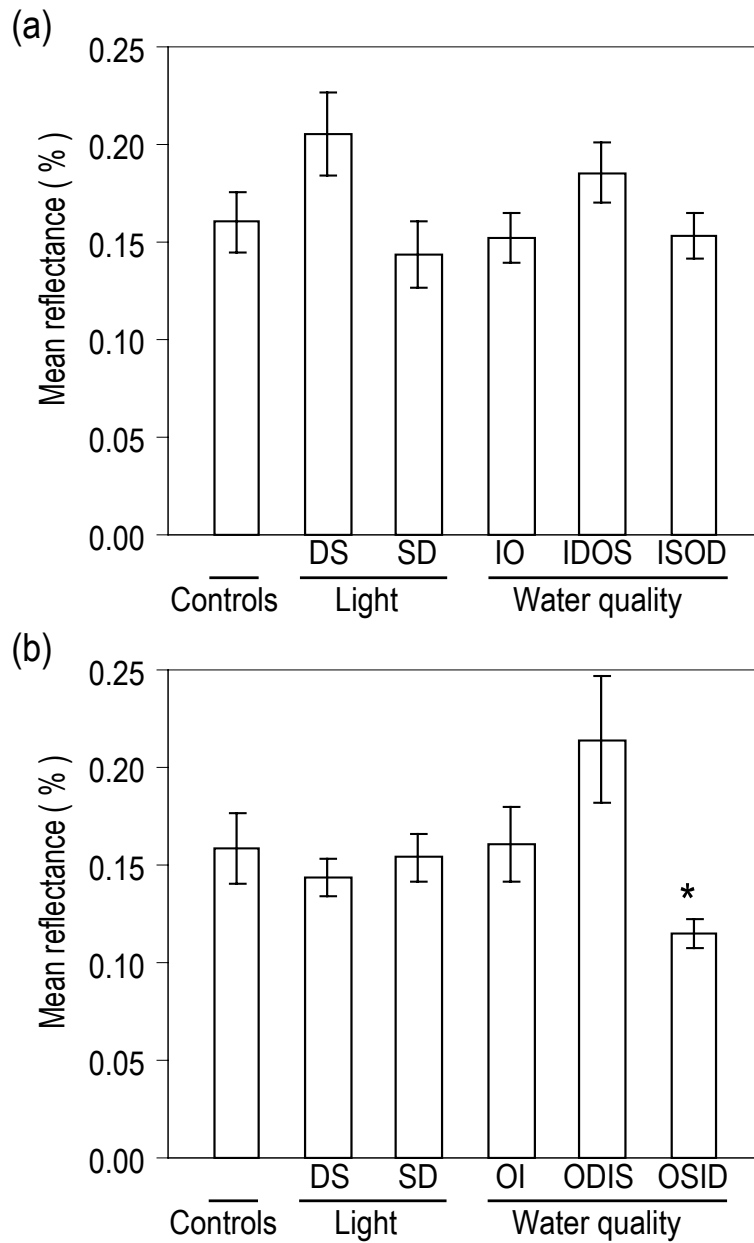 (a)
0.25
0.20
0.15
0.10
0.05
0.00
Mean reflectance ( % )
DS SD IO IDOS ISOD
Controls Light Water quality
(b)
0.25
0.20
0.15
0.10
0.05
0.00
Mean reflectance ( % )
*
DS SD OI ODIS OSID
Controls Light Water quality